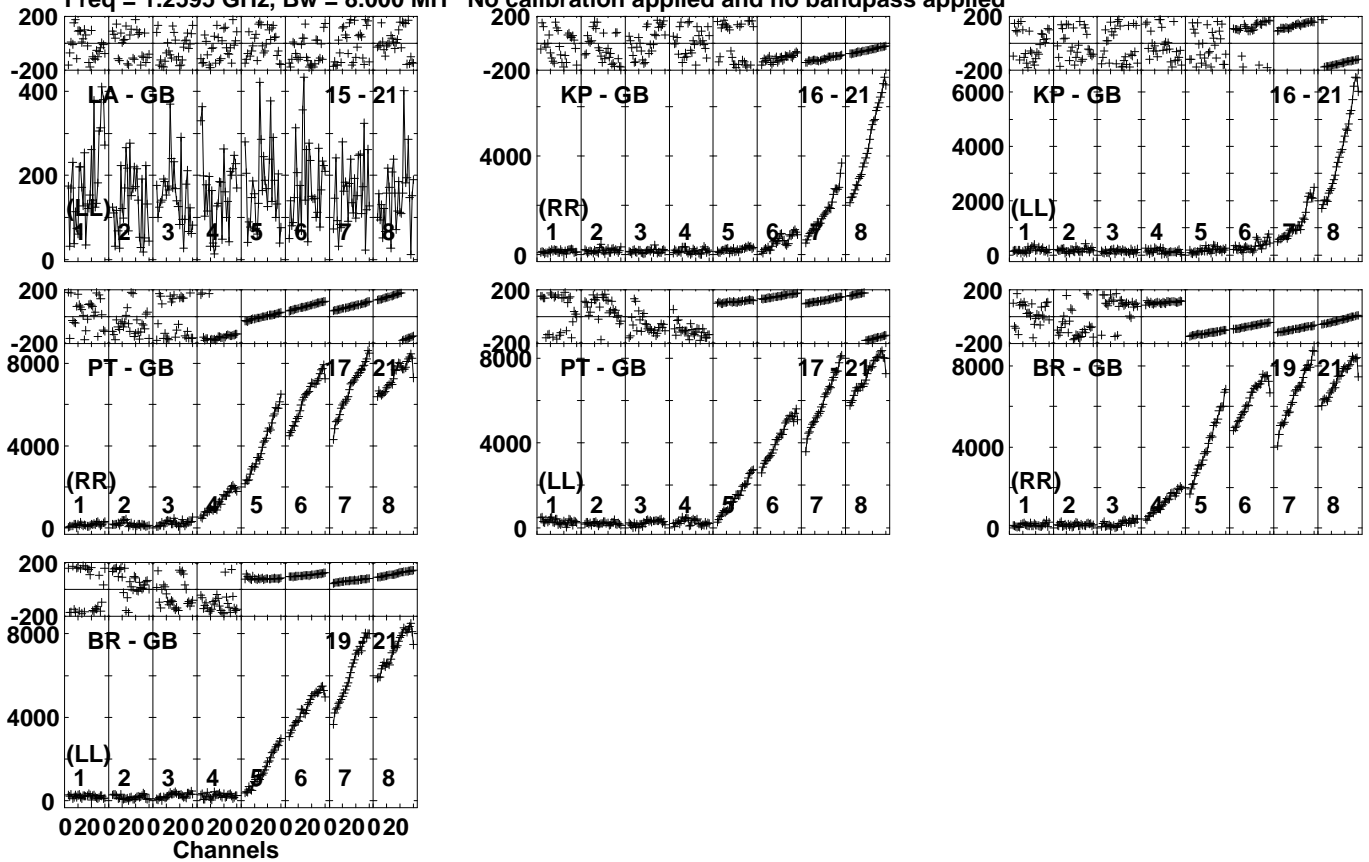 Freq = 1.2595 GHz, Bw = 8.000 MH No calibration applied and no bandpass applied
200
-200
LA - GB 15 - 21
400
200
0
(LL)
1 2 3 4 5 6 7 8
200
-200
KP - GB 16 - 21
4000
0
(RR)
1 2 3 4 5 6 7 8
200
-200
KP - GB 16 - 21
6000
4000
2000
0
(LL)
1 2 3 4 5 6 7 8
200
-200
PT - GB 17 - 21
8000
4000
0
(RR)
1 2 3 4 5 6 7 8
200
-200
PT - GB 17 - 21
8000
4000
0
(LL)
1 2 3 4 5 6 7 8
200
-200
BR - GB 19 - 21
8000
4000
0
(RR)
1 2 3 4 5 6 7 8
200
-200
BR - GB 19 - 21
8000
4000
0
(LL)
1 2 3 4 5 6 7 8
0 20 0 20 0 20 0 20 0 20 0 20 0 20 0 20
Channels